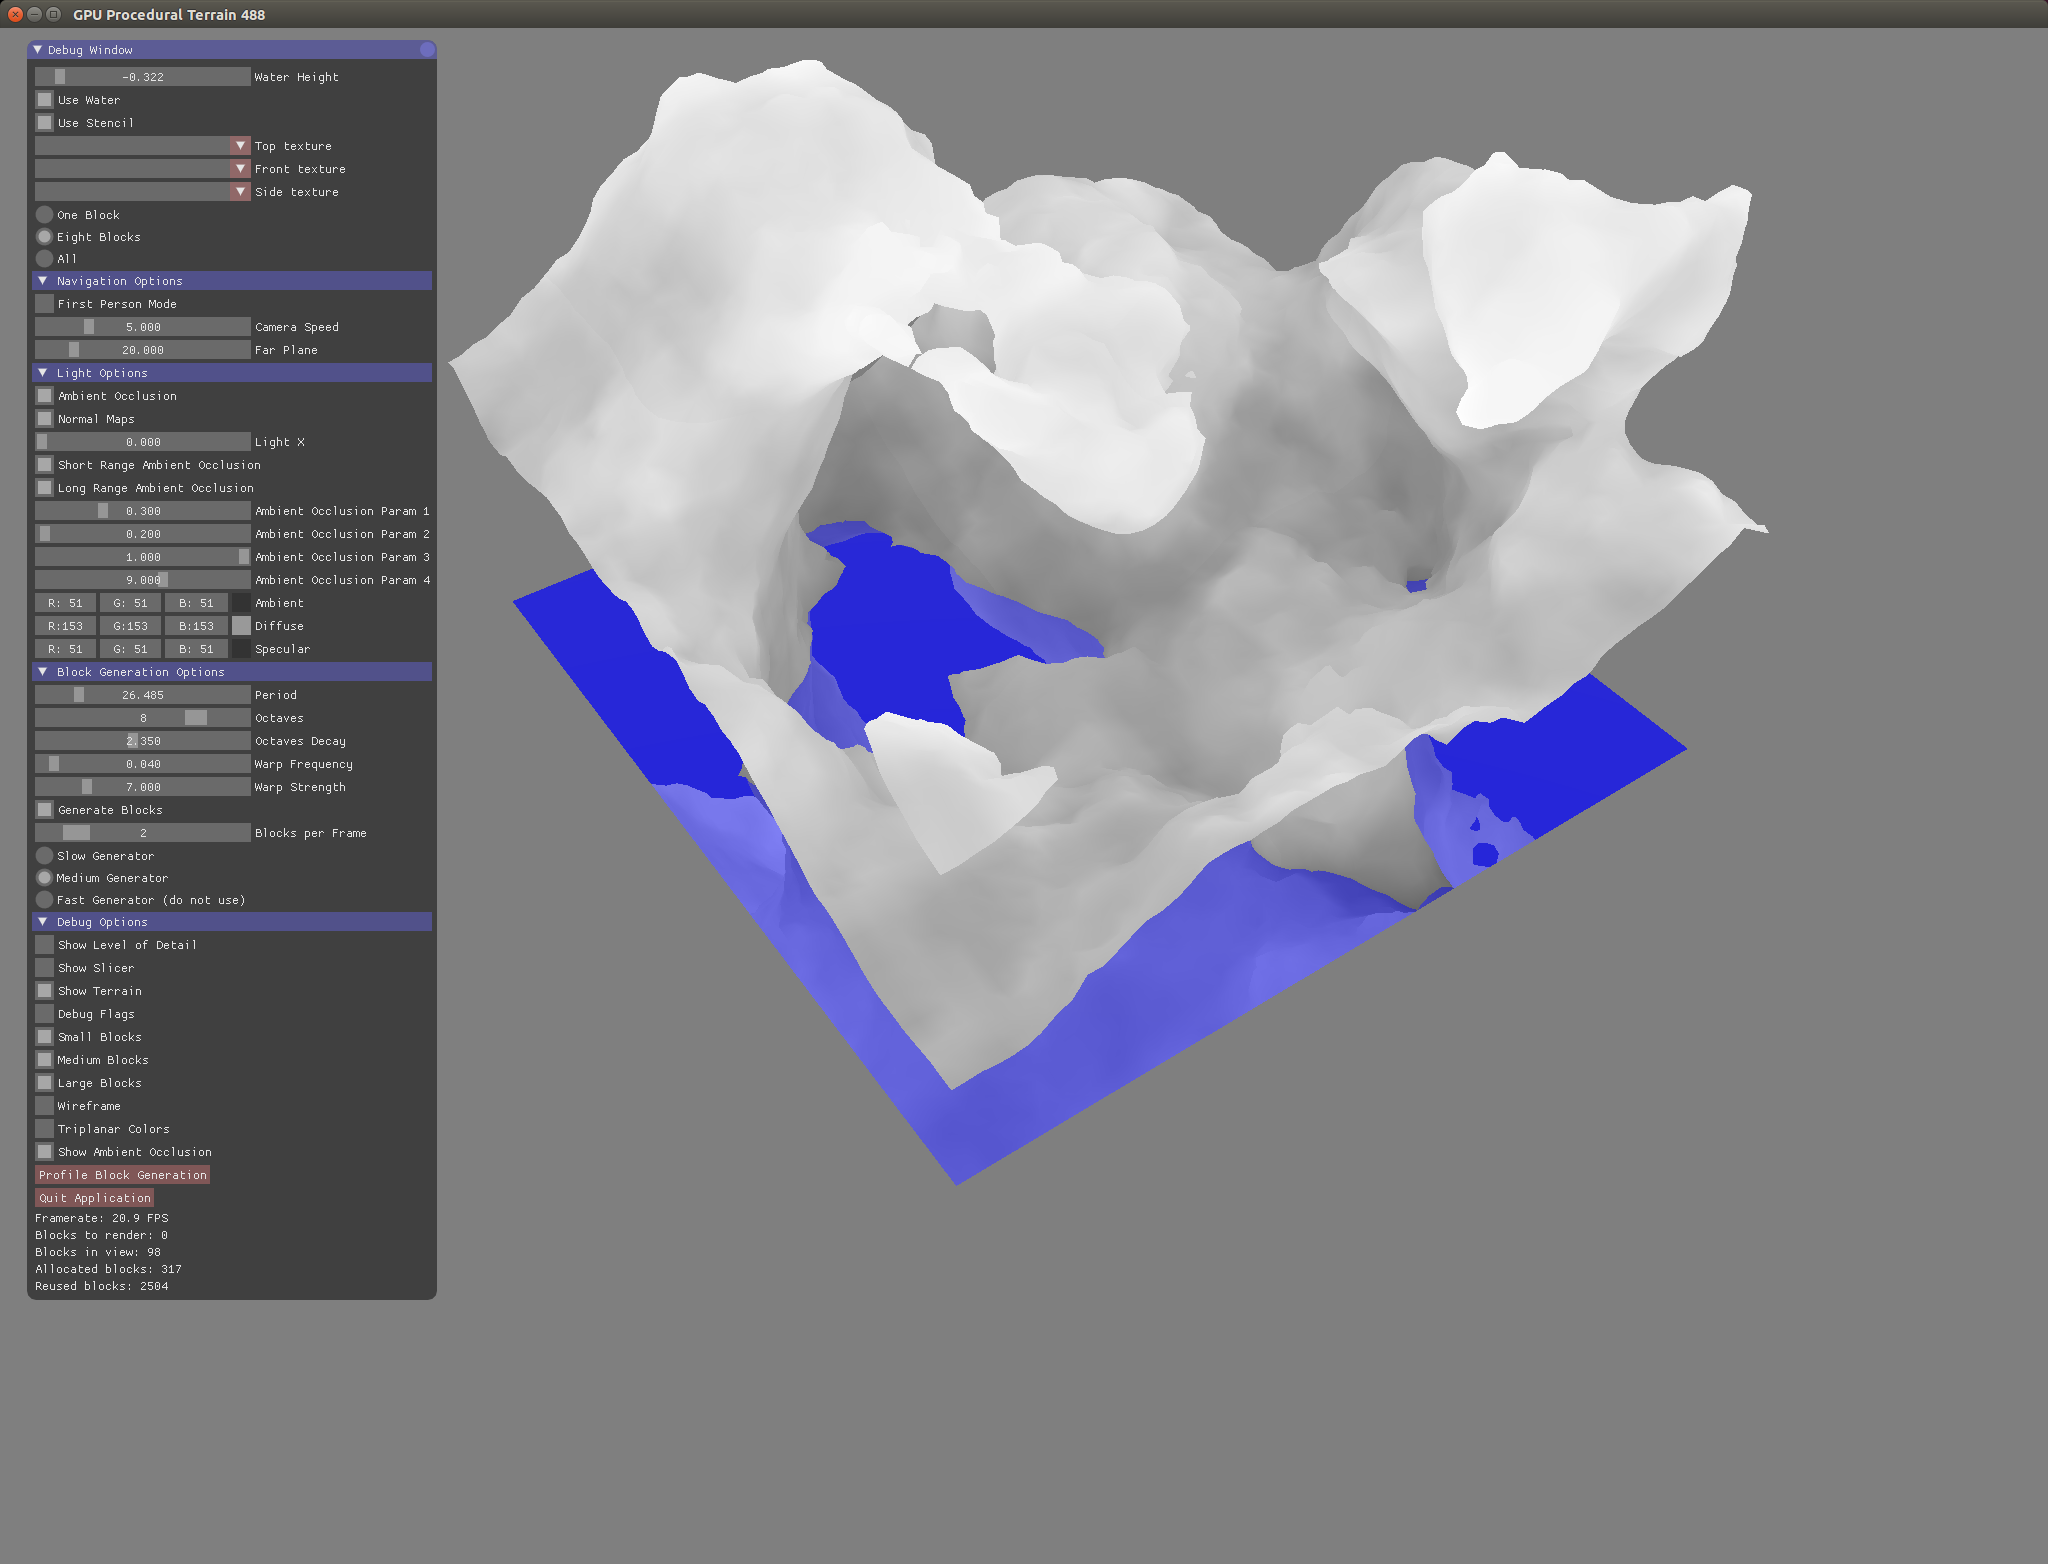 GPU Procedural Terrain 488
Debug Window
-0.322 Water Height
Use Water
Use Stencil
Top texture
Front texture
Side texture
One Block
Eight Blocks
All
Navigation Options
First Person Mode
5.000 Camera Speed
20.000 Far Plane
Light Options
Ambient Occlusion
Normal Maps
0.000 Light X
Short Range Ambient Occlusion
Long Range Ambient Occlusion
0.300 Ambient Occlusion Param 1
0.200 Ambient Occlusion Param 2
1.000 Ambient Occlusion Param 3
9.000 Ambient Occlusion Param 4
R: 51 G: 51 B: 51 Ambient
R:153 G:153 B:153 Diffuse
R: 51 G: 51 B: 51 Specular
Block Generation Options
26.485 Period
8 Octaves
2.350 Octaves Decay
0.040 Warp Frequency
7.000 Warp Strength
Generate Blocks
2 Blocks per Frame
Slow Generator
Medium Generator
Fast Generator (do not use)
Debug Options
Show Level of Detail
Show Slicer
Show Terrain
Debug Flags
Small Blocks
Medium Blocks
Large Blocks
Wireframe
Triplanar Colors
Show Ambient Occlusion
Profile Block Generation
Quit Application
Framerate: 20.9 FPS
Blocks to render: 0
Blocks in view: 98
Allocated blocks: 317
Reused blocks: 2504